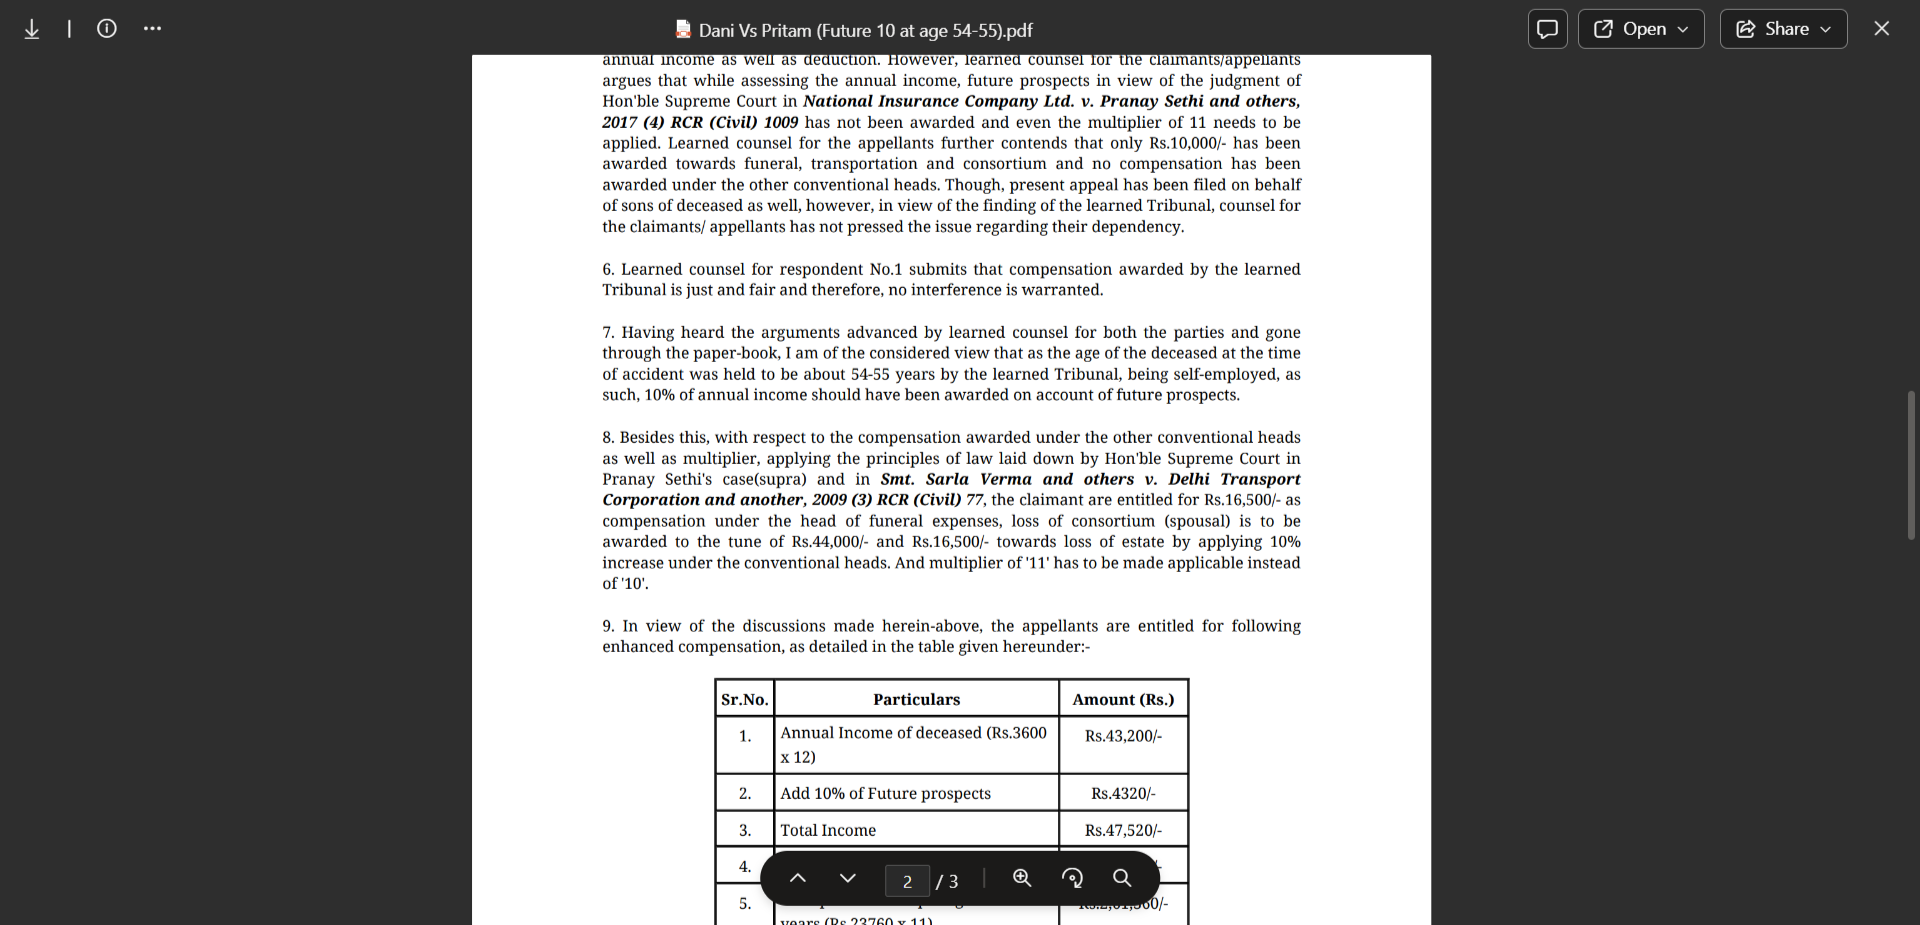 Dani Vs Pritam (Future 10 at age 54-55).pdf
Open
Share
annual income as well as deduction. However, learned counsel for the claimants/appellants
argues that while assessing the annual income, future prospects in view of the judgment of
Hon'ble Supreme Court in National Insurance Company Ltd. v. Pranay Sethi and others,
2017 (4) RCR (Civil) 1009 has not been awarded and even the multiplier of 11 needs to be
applied. Learned counsel for the appellants further contends that only Rs.10,000/- has been
awarded towards funeral, transportation and consortium and no compensation has been
awarded under the other conventional heads. Though, present appeal has been filed on behalf
of sons of deceased as well, however, in view of the finding of the learned Tribunal, counsel for
the claimants/ appellants has not pressed the issue regarding their dependency.
6. Learned counsel for respondent No.1 submits that compensation awarded by the learned
Tribunal is just and fair and therefore, no interference is warranted.
7. Having heard the arguments advanced by learned counsel for both the parties and gone
through the paper-book, I am of the considered view that as the age of the deceased at the time
of accident was held to be about 54-55 years by the learned Tribunal, being self-employed, as
such, 10% of annual income should have been awarded on account of future prospects.
8. Besides this, with respect to the compensation awarded under the other conventional heads
as well as multiplier, applying the principles of law laid down by Hon'ble Supreme Court in
Pranay Sethi's case(supra) and in Smt. Sarla Verma and others v. Delhi Transport
Corporation and another, 2009 (3) RCR (Civil) 77, the claimant are entitled for Rs.16,500/- as
compensation under the head of funeral expenses, loss of consortium (spousal) is to be
awarded to the tune of Rs.44,000/- and Rs.16,500/- towards loss of estate by applying 10%
increase under the conventional heads. And multiplier of '11' has to be made applicable instead
of '10'.
9. In view of the discussions made herein-above, the appellants are entitled for following
enhanced compensation, as detailed in the table given hereunder:-
Sr.No. Particulars Amount (Rs.)
1. Annual Income of deceased (Rs.3600 Rs.43,200/-
x 12)
2. Add 10% of Future prospects Rs.4320/-
3. Total Income Rs.47,520/-
4.
2 / 3
5.
years (Rs.23760 x 11)